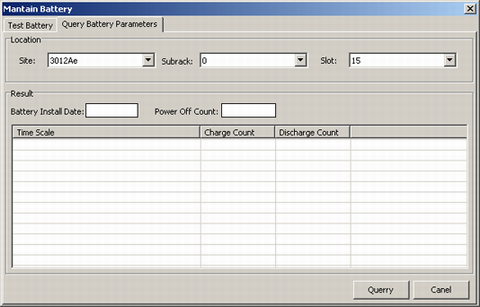 Mantain Battery
Test Battery Query Battery Parameters
Location
Site: 3012Ae Subrack: 0 Slot: 15
Result
Battery Install Date: Power Off Count:
Time Scale Charge Count Discharge Count
Querry Canel